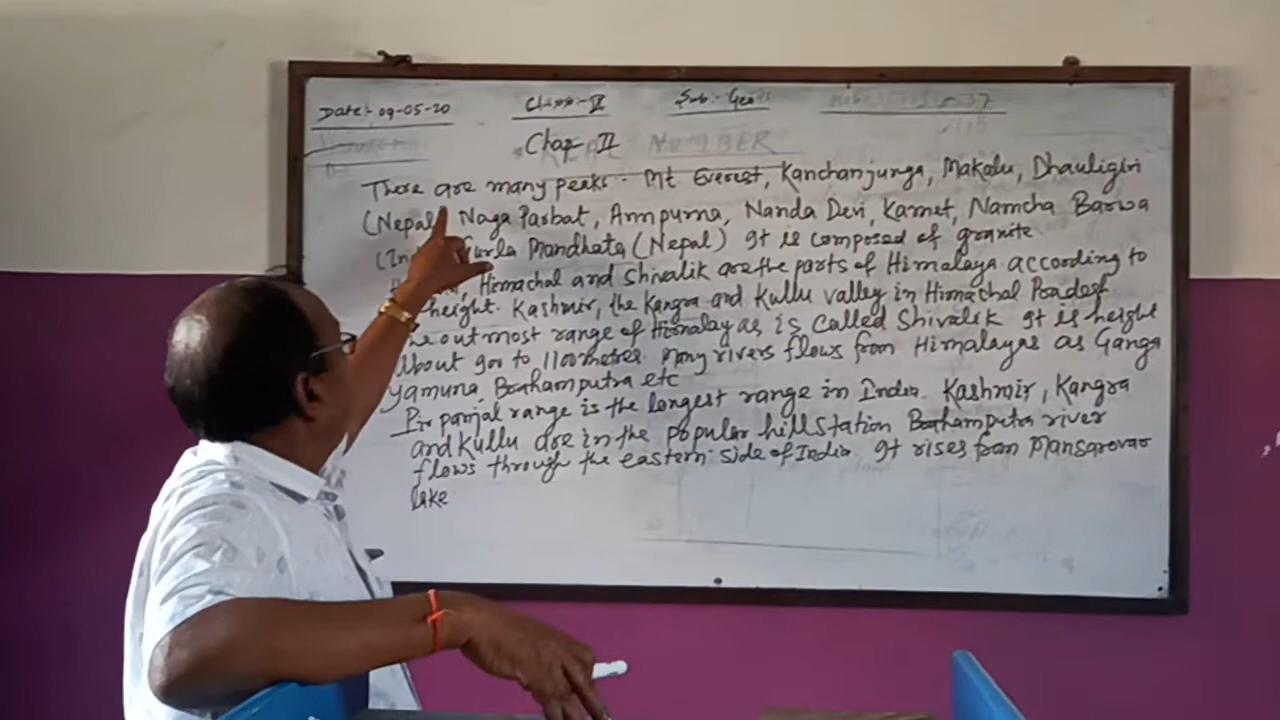 Date:- 09-05-20
Class:- V
Sub:- Geo
Chap II NUMBER
There are many peaks - Mt Everest, Kanchanjunga, Makalu, Dhauligiri
(Nepal) Naga Parbat, Annpurna, Nanda Devi, Kamet, Namcha Barwa
(Ind Gurla Mandhata (Nepal) It is composed of granite
Himachal and Shivalik are the parts of Himalaya according to
height. Kashmir, the Kangra and Kullu valley in Himachal Pradesh
outmost range of Himalayas is called Shivalik It is height
About 900 to 1100 metres. Many rivers flows from Himalayas as Ganga
Yamuna, Brahamputra etc
Pir panjal range is the longest range in India. Kashmir, Kangra
and Kullu are in the popular hill station Brahamputra river
flows through the eastern side of India It rises from Mansarovar
lake